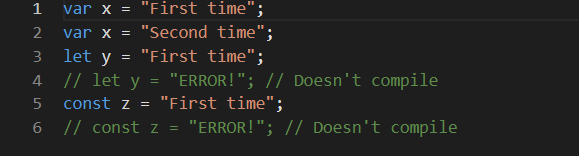 1 var x = "First time";
2 var x = "Second time";
3 let y = "First time";
4 // let y = "ERROR!"; // Doesn't compile
5 const z = "First time";
6 // const z = "ERROR!"; // Doesn't compile